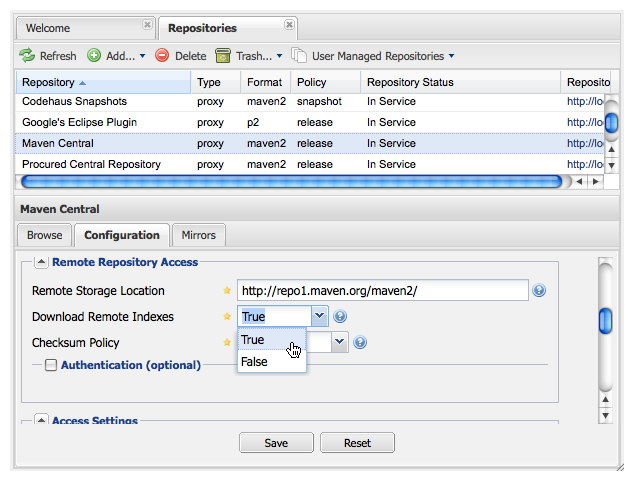 Welcome Repositories
Refresh Add... Delete Trash... User Managed Repositories
Repository Type Format Policy Repository Status Reposito
Codehaus Snapshots proxy maven2 snapshot In Service http://lo
Google's Eclipse Plugin proxy p2 release In Service http://lo
Maven Central proxy maven2 release In Service http://lo
Procured Central Repository proxy maven2 release In Service http://lo
Maven Central
Browse Configuration Mirrors
Remote Repository Access
Remote Storage Location http://repo1.maven.org/maven2/
Download Remote Indexes True
Checksum Policy True
False
Authentication (optional)
Access Settings
Save Reset